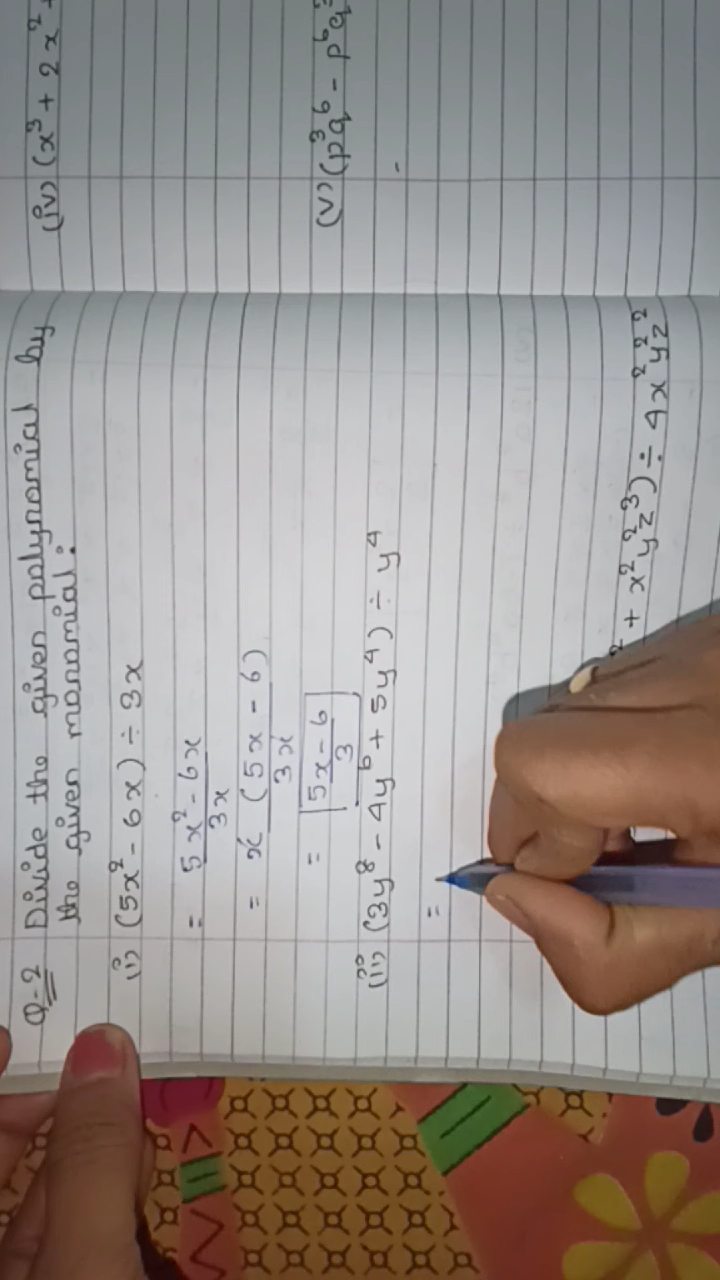 Q-2 Divide the given polynomial by
the given monomial:
(i) (5x² - 6x) ÷ 3x
= 5x² - 6x
3x
= x (5x - 6)
3x
= 5x - 6
3
(ii) (3y⁸ - 4y⁶ + 5y⁴) ÷ y⁴
=
² + x²y²z³) ÷ 4x²y²z²
(iv) (x³ + 2x²
(v) (p³q⁶ - p⁶q